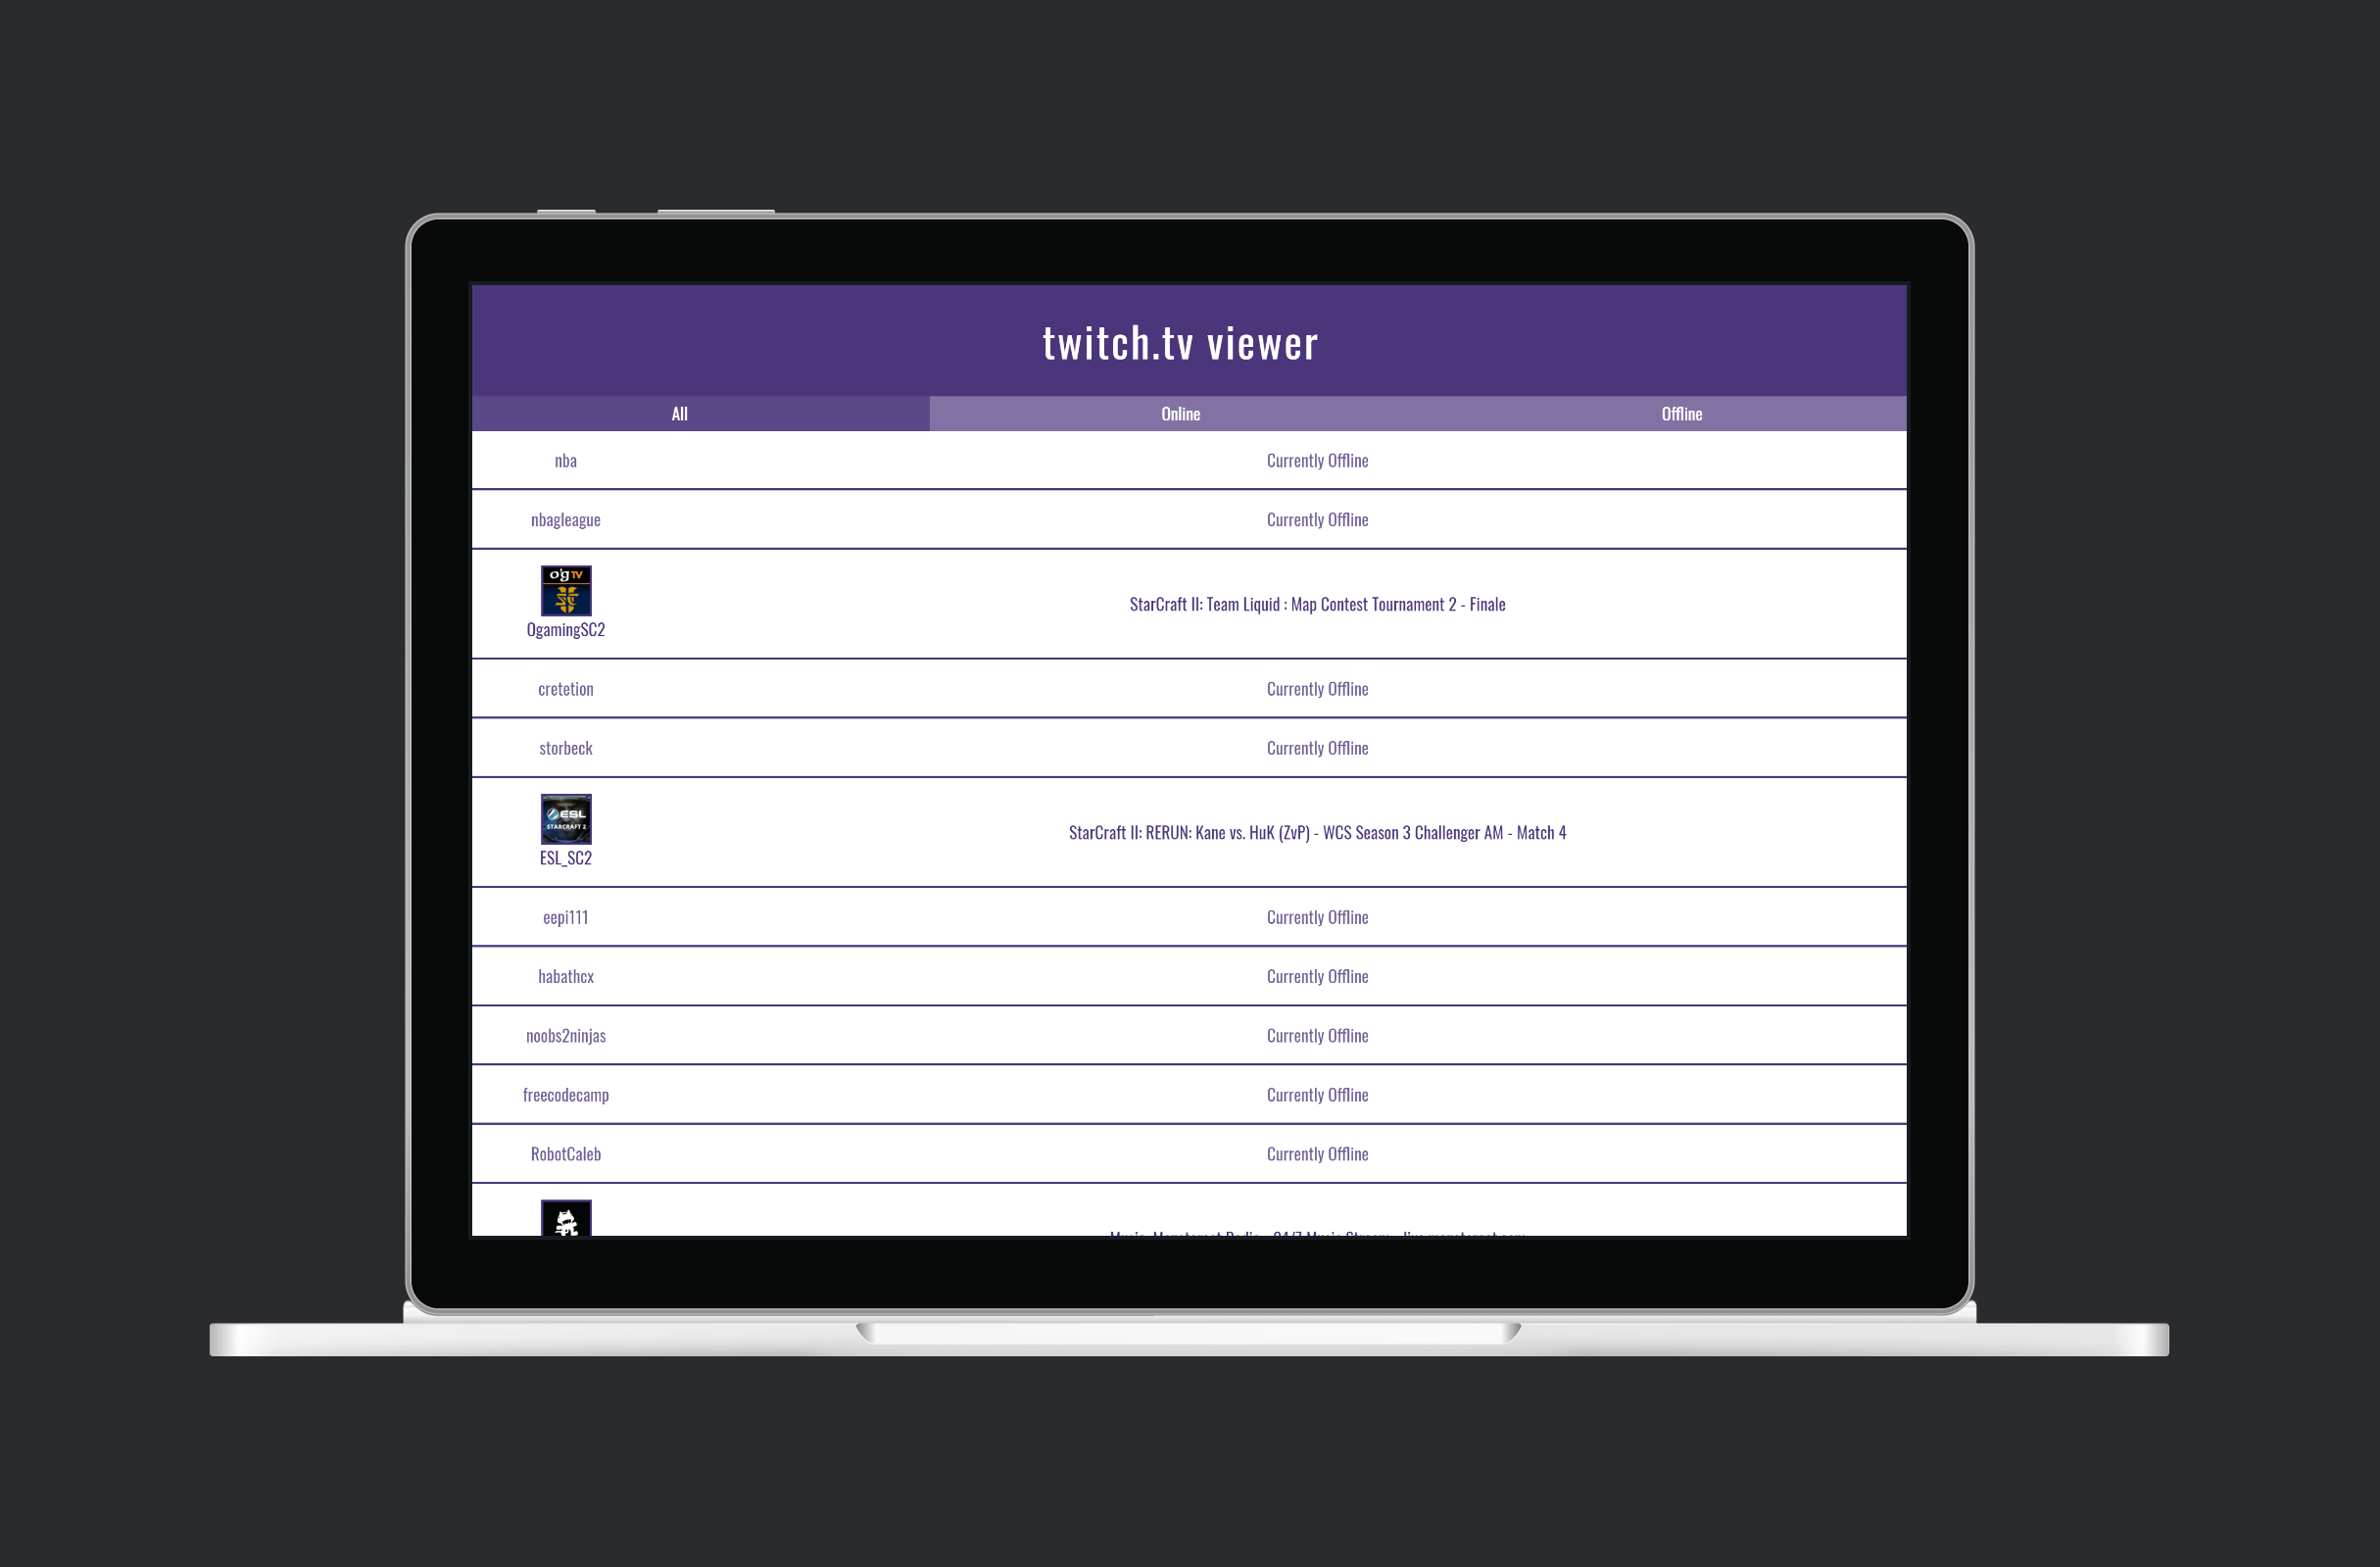 twitch.tv viewer
All Online Offline
nba Currently Offline
nbagleague Currently Offline
ogTV
StarCraft II: Team Liquid : Map Contest Tournament 2 - Finale
OgamingSC2
cretetion Currently Offline
storbeck Currently Offline
ESL
STARCRAFT 2
StarCraft II: RERUN: Kane vs. HuK (ZvP) - WCS Season 3 Challenger AM - Match 4
ESL_SC2
eepi111 Currently Offline
habathcx Currently Offline
noobs2ninjas Currently Offline
freecodecamp Currently Offline
RobotCaleb Currently Offline